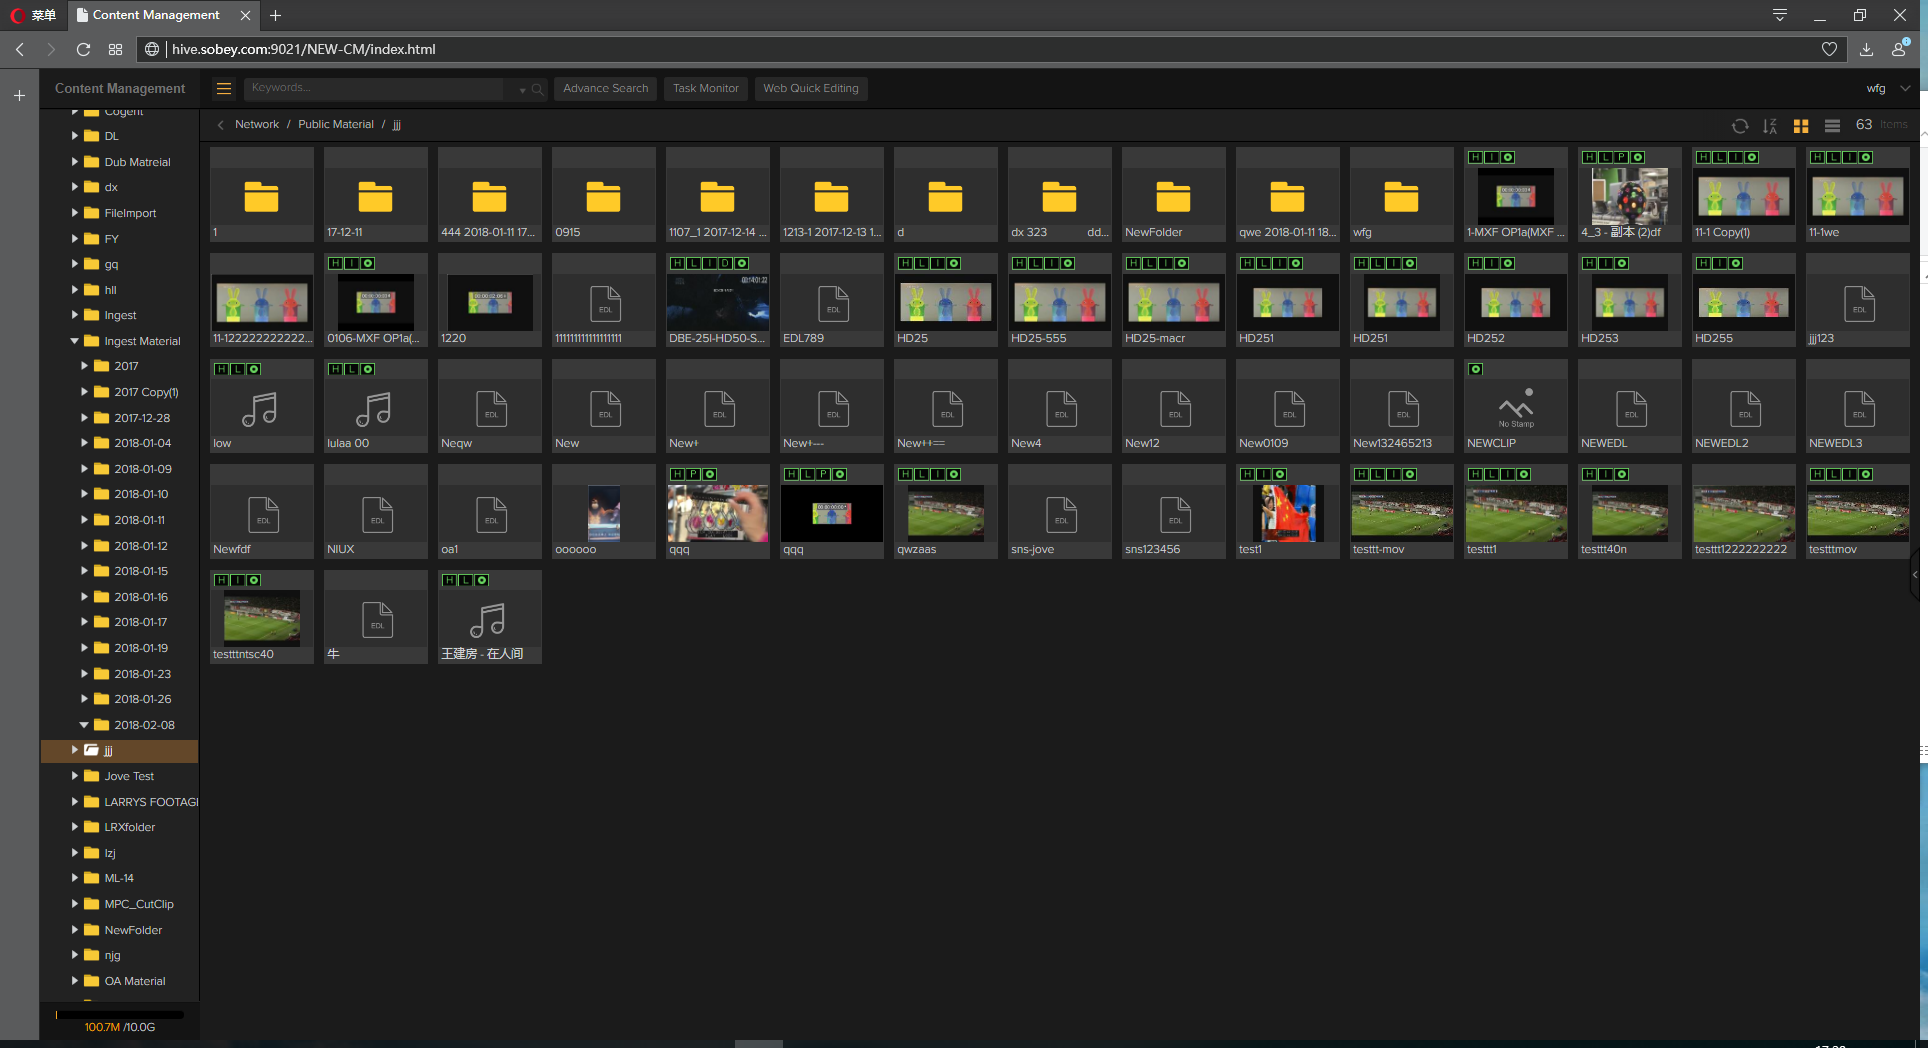 菜单
Content Management
hive.sobey.com:9021/NEW-CM/index.html
Content Management
Keywords...
Advance Search
Task Monitor
Web Quick Editing
wfg
Network / Public Material / jjj
63 Items
Cogent
DL
Dub Matreial
dx
FileImport
FY
gq
hll
Ingest
Ingest Material
2017
2017 Copy(1)
2017-12-28
2018-01-04
2018-01-09
2018-01-10
2018-01-11
2018-01-12
2018-01-15
2018-01-16
2018-01-17
2018-01-19
2018-01-23
2018-01-26
2018-02-08
jjj
Jove Test
LARRYS FOOTAGE
LRXfolder
lzj
ML-14
MPC_CutClip
NewFolder
njg
OA Material
100.7M /10.0G
1
17-12-11
444 2018-01-11 17...
0915
1107_1 2017-12-14 ...
1213-1 2017-12-13 1...
d
dx 323 dd...
NewFolder
qwe 2018-01-11 18...
wfg
H I
1-MXF OP1a(MXF ...
H L P
4_3 - 副本 (2)df
H L I
11-1 Copy(1)
H L I
11-1we
11-122222222222...
H I
0106-MXF OP1a(...
1220
EDL
11111111111111111111
H L I D
DBE-25I-HD50-S...
EDL
EDL789
H L I
HD25
H L I
HD25-555
H L I
HD25-macr
H L I
HD251
H L I
HD251
H I
HD252
H I
HD253
H I
HD255
EDL
jjj123
H L
low
H L
lulaa 00
EDL
Neqw
EDL
New
EDL
New+
EDL
New+---
EDL
New++==
EDL
New4
EDL
New12
EDL
New0109
EDL
New132465213
No Stamp
NEWCLIP
EDL
NEWEDL
EDL
NEWEDL2
EDL
NEWEDL3
EDL
Newfdf
EDL
NIUX
EDL
oa1
oooooo
H P
qqq
H L P
qqq
H L I
qwzaas
EDL
sns-jove
EDL
sns123456
H I
test1
H L I
testtt-mov
H L I
testtt1
H I
testtt40n
testtt1222222222
H L I
testttmov
H I
testttntsc40
EDL
牛
H L
王建房 - 在人间